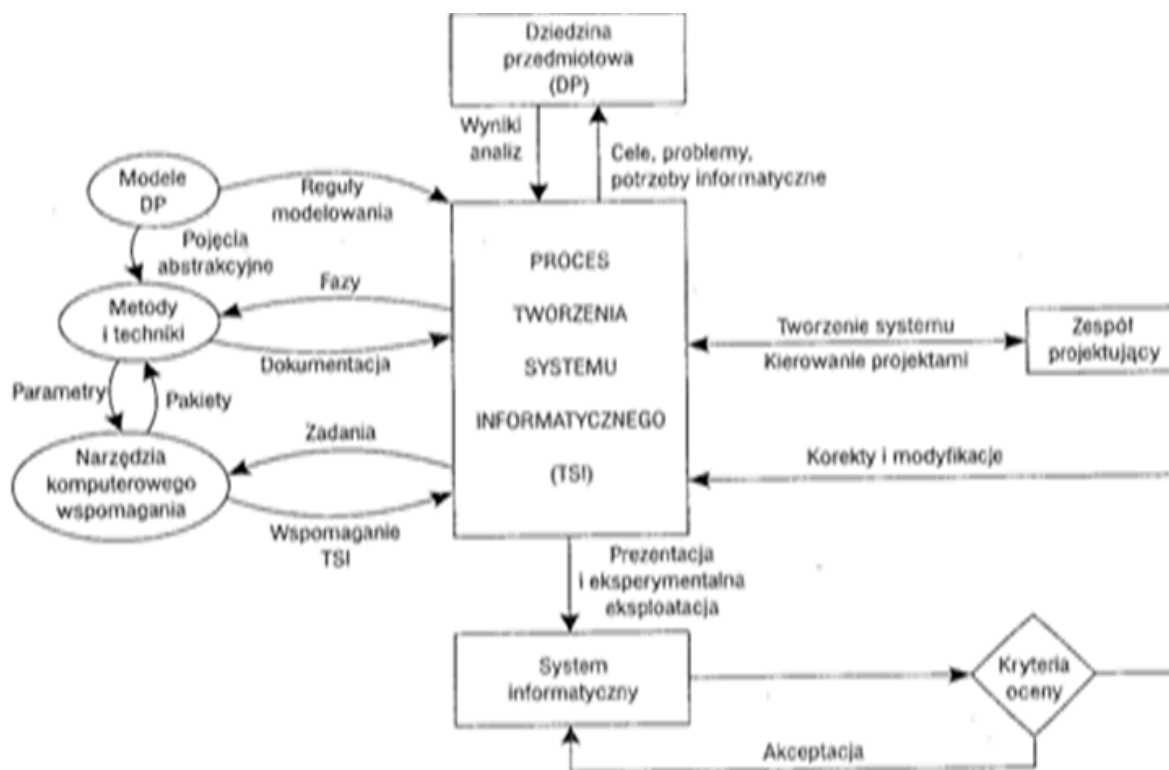 Dziedzina
przedmiotowa
(DP)
Wyniki
analiz
Cele, problemy,
potrzeby informatyczne
Modele
DP
Reguły
modelowania
Pojęcia
abstrakcyjne
Fazy
Metody
i techniki
Dokumentacja
Parametry
Pakiety
Zadania
Narzędzia
komputerowego
wspomagania
Wspomaganie
TSI
PROCES
TWORZENIA
SYSTEMU
INFORMATYCZNEGO
(TSI)
Tworzenie systemu
Kierowanie projektami
Zespół
projektujący
Korekty i modyfikacje
Prezentacja
i eksperymentalna
eksploatacja
System
informatyczny
Kryteria
oceny
Akceptacja